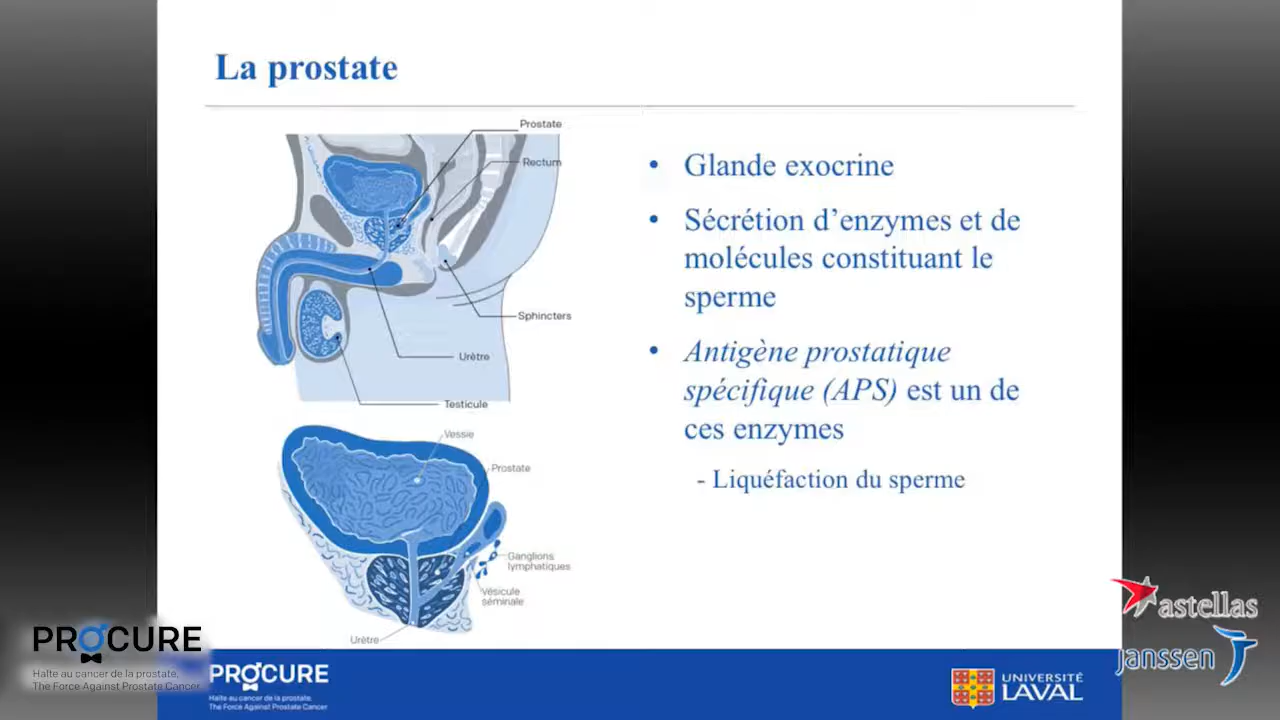 La prostate
Prostate
Rectum
Sphincters
Urètre
Testicule
Vessie
Prostate
Ganglions
lymphatiques
Vésicule
séminale
Urètre
• Glande exocrine
• Sécrétion d’enzymes et de
molécules constituant le
sperme
• Antigène prostatique
spécifique (APS) est un de
ces enzymes
- Liquéfaction du sperme
PROCURE
Halte au cancer de la prostate.
The Force Against Prostate Cancer
PROCURE
Halte au cancer de la prostate.
The Force Against Prostate Cancer
UNIVERSITÉ
LAVAL
astellas
janssen